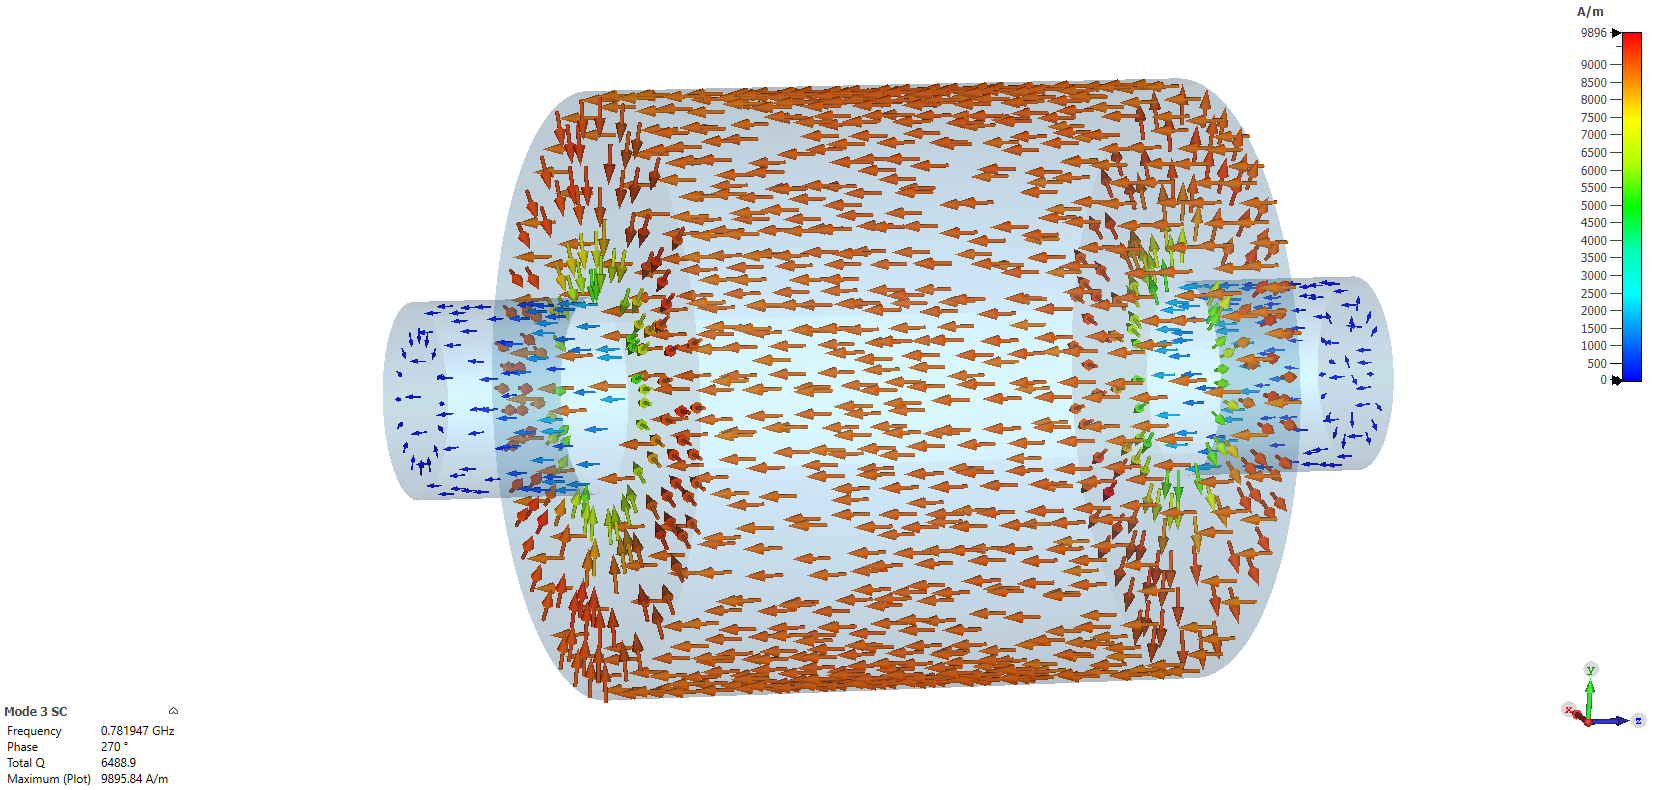 A/m
9896
9000
8500
8000
7500
7000
6500
6000
5500
5000
4500
4000
3500
3000
2500
2000
1500
1000
500
0
Mode 3 SC
Frequency 0.781947 GHz
Phase 270 °
Total Q 6488.9
Maximum (Plot) 9895.84 A/m
Y
X
Z